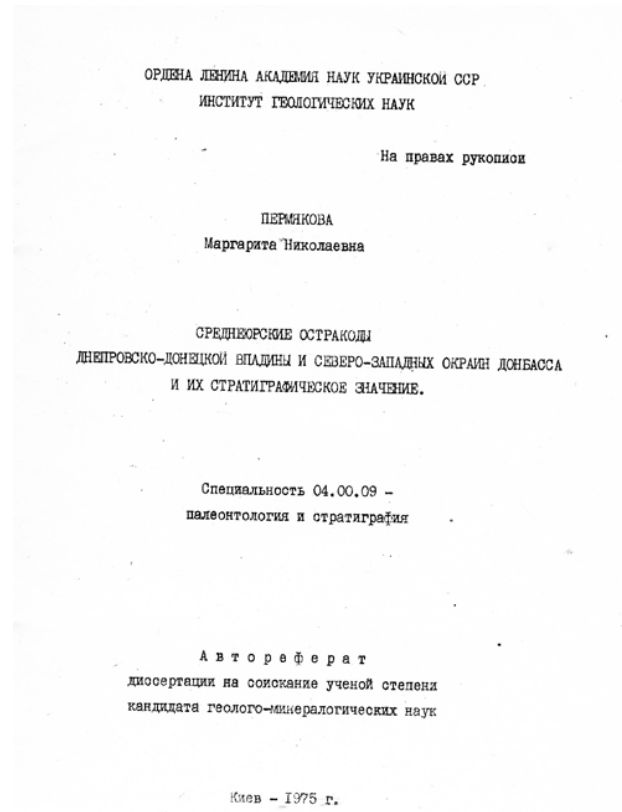 ОРДЕНА ЛЕНИНА АКАДЕМИЯ НАУК УКРАИНСКОЙ ССР
ИНСТИТУТ ГЕОЛОГИЧЕСКИХ НАУК
На правах рукописи
ПЕРМЯКОВА
Маргарита Николаевна
СРЕДНЕЮРСКИЕ ОСТРАКОДЫ
ДНЕПРОВСКО-ДОНЕЦКОЙ ВПАДИНЫ И СЕВЕРО-ЗАПАДНЫХ ОКРАИН ДОНБАССА
И ИХ СТРАТИГРАФИЧЕСКОЕ ЗНАЧЕНИЕ.
Специальность 04.00.09 –
палеонтология и стратиграфия
А в т о р е ф е р а т
диссертации на соискание ученой степени
кандидата геолого-минералогических наук
Киев – 1975 г.